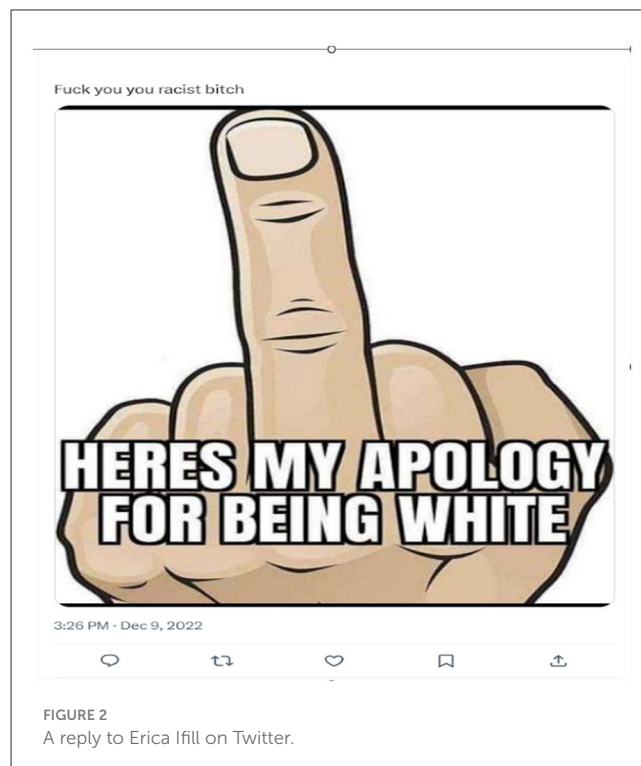 Fuck you you racist bitch
HERES MY APOLOGY
FOR BEING WHITE
3:26 PM · Dec 9, 2022
FIGURE 2
A reply to Erica Ifill on Twitter.